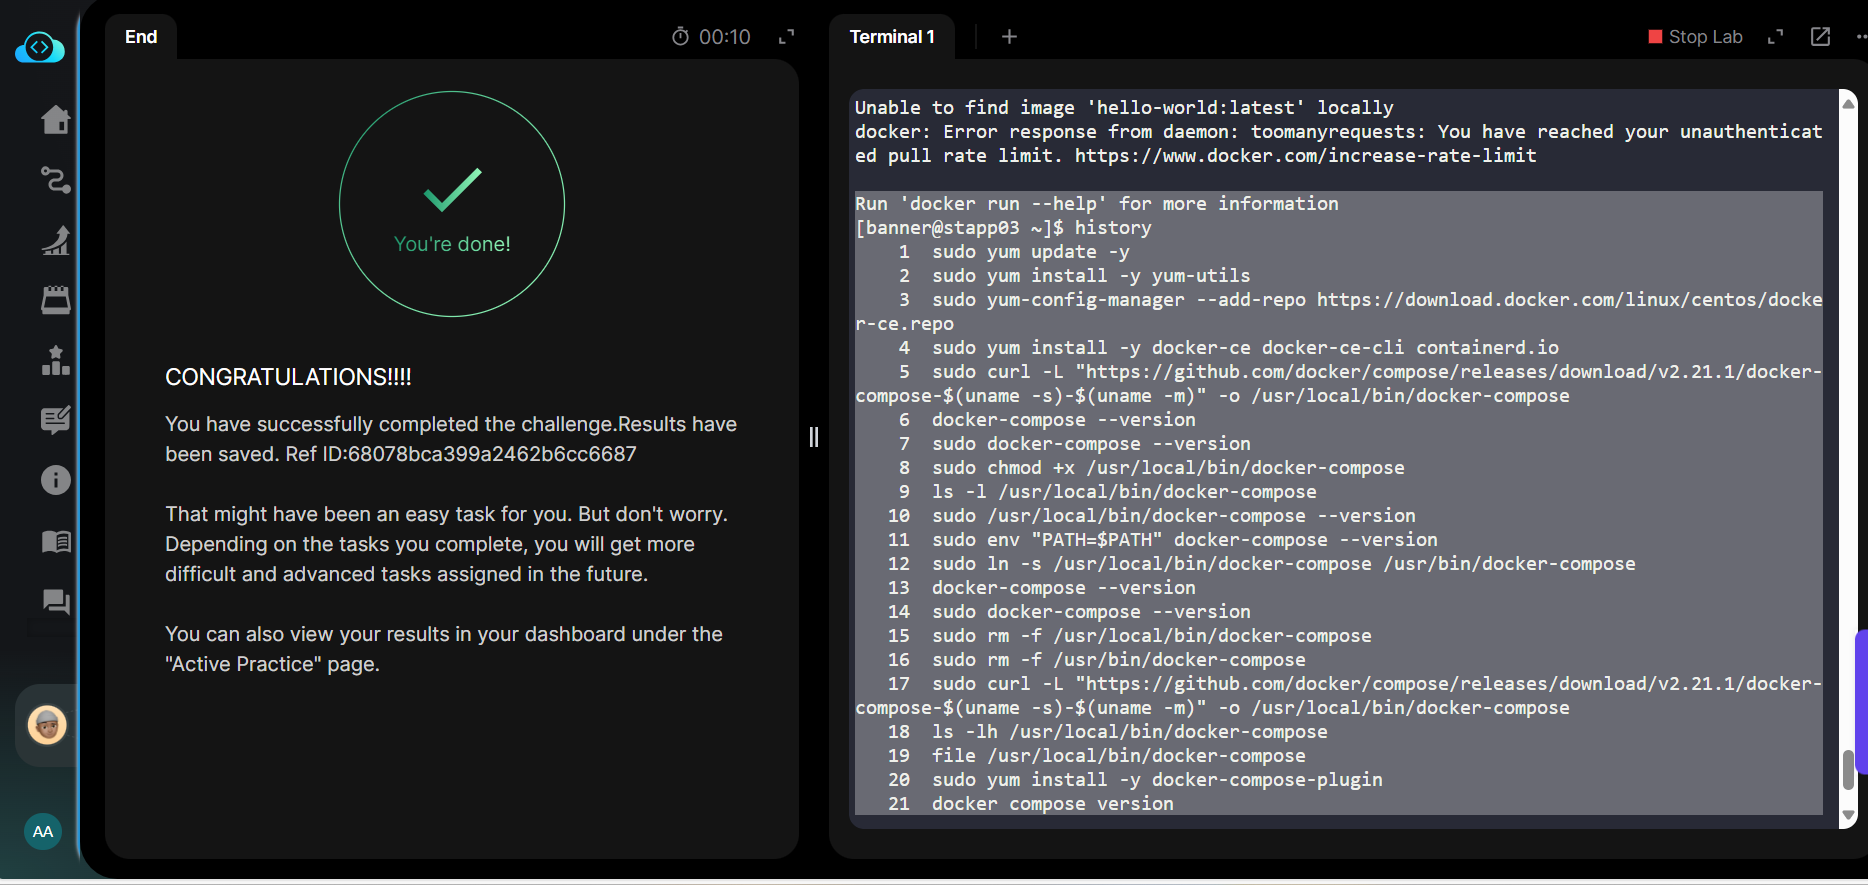 End
00:10
You're done!
CONGRATULATIONS!!!!
You have successfully completed the challenge.Results have
been saved. Ref ID:68078bca399a2462b6cc6687
That might have been an easy task for you. But don't worry.
Depending on the tasks you complete, you will get more
difficult and advanced tasks assigned in the future.
You can also view your results in your dashboard under the
"Active Practice" page.
AA
Terminal 1
+
Stop Lab
Unable to find image 'hello-world:latest' locally
docker: Error response from daemon: toomanyrequests: You have reached your unauthenticat
ed pull rate limit. https://www.docker.com/increase-rate-limit
Run 'docker run --help' for more information
[banner@stapp03 ~]$ history
1 sudo yum update -y
2 sudo yum install -y yum-utils
3 sudo yum-config-manager --add-repo https://download.docker.com/linux/centos/docke
r-ce.repo
4 sudo yum install -y docker-ce docker-ce-cli containerd.io
5 sudo curl -L "https://github.com/docker/compose/releases/download/v2.21.1/docker-
compose-$(uname -s)-$(uname -m)" -o /usr/local/bin/docker-compose
6 docker-compose --version
7 sudo docker-compose --version
8 sudo chmod +x /usr/local/bin/docker-compose
9 ls -l /usr/local/bin/docker-compose
10 sudo /usr/local/bin/docker-compose --version
11 sudo env "PATH=$PATH" docker-compose --version
12 sudo ln -s /usr/local/bin/docker-compose /usr/bin/docker-compose
13 docker-compose --version
14 sudo docker-compose --version
15 sudo rm -f /usr/local/bin/docker-compose
16 sudo rm -f /usr/bin/docker-compose
17 sudo curl -L "https://github.com/docker/compose/releases/download/v2.21.1/docker-
compose-$(uname -s)-$(uname -m)" -o /usr/local/bin/docker-compose
18 ls -lh /usr/local/bin/docker-compose
19 file /usr/local/bin/docker-compose
20 sudo yum install -y docker-compose-plugin
21 docker compose version